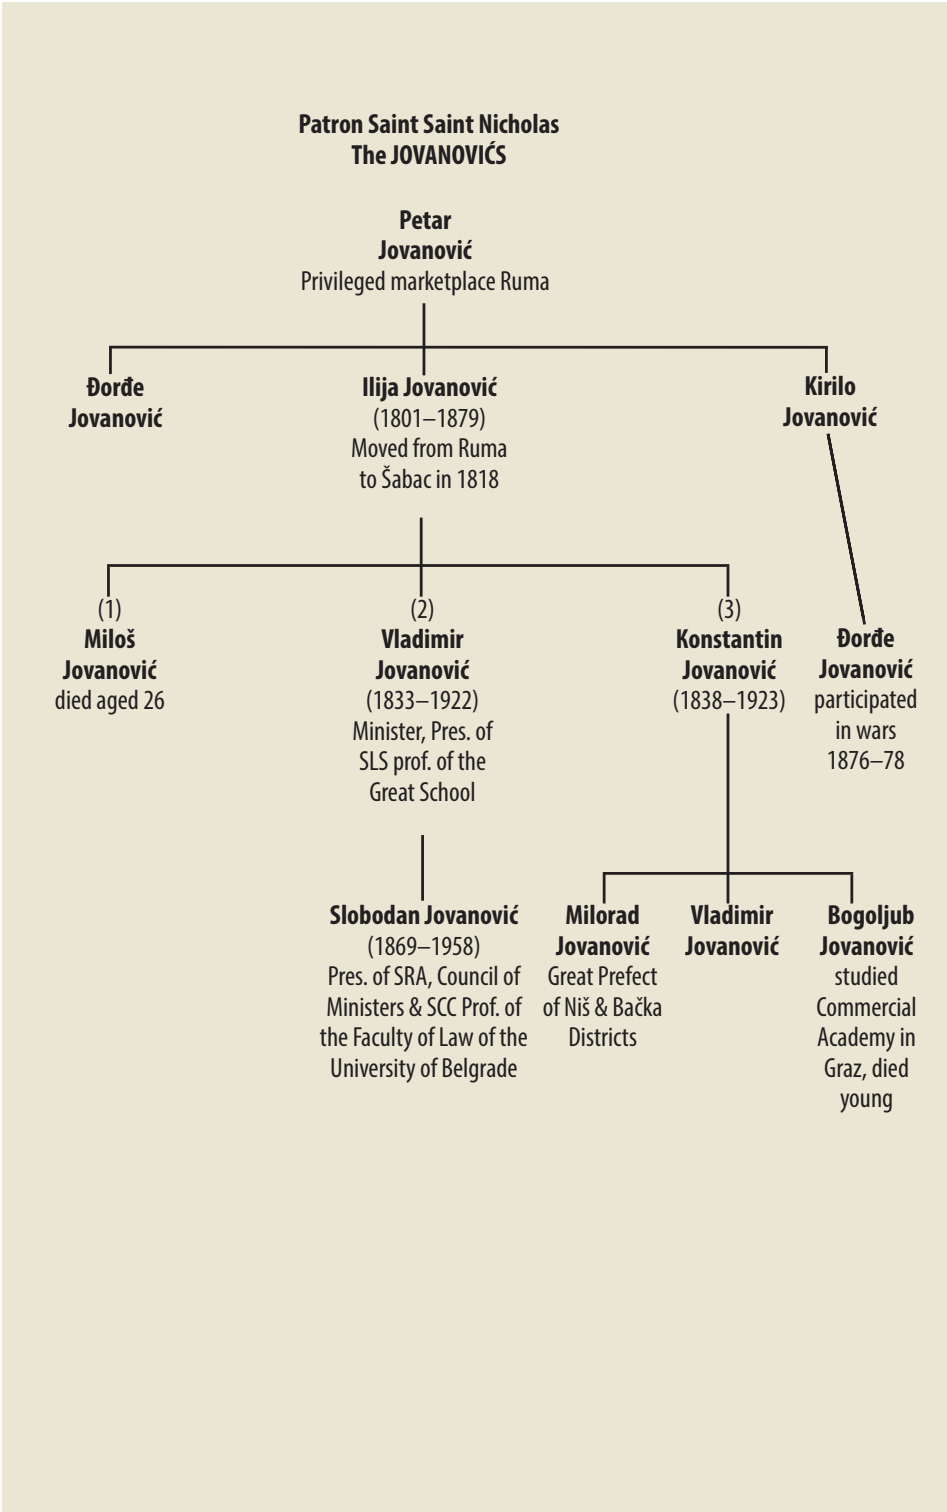 Patron Saint Saint Nicholas
The JOVANOVIĆS
Petar
Jovanović
Privileged marketplace Ruma
Đorđe
Jovanović
Ilija Jovanović
(1801–1879)
Moved from Ruma
to Šabac in 1818
Kirilo
Jovanović
(1)
Miloš
Jovanović
died aged 26
(2)
Vladimir
Jovanović
(1833–1922)
Minister, Pres. of
SLS prof. of the
Great School
(3)
Konstantin
Jovanović
(1838–1923)
Đorđe
Jovanović
participated
in wars
1876–78
Slobodan Jovanović
(1869–1958)
Pres. of SRA, Council of
Ministers & SCC Prof. of
the Faculty of Law of the
University of Belgrade
Milorad
Jovanović
Great Prefect
of Niš & Bačka
Districts
Vladimir
Jovanović
Bogoljub
Jovanović
studied
Commercial
Academy in
Graz, died
young